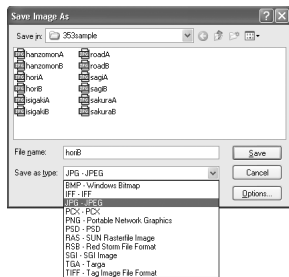 Save Image As
Save in: 353sample
hanzomonA
hanzomonB
horiA
horiB
isigakiA
isigakiB
roadA
roadB
sagiA
sagiB
sakuraA
sakuraB
File name: horiB Save
Save as type: JPG - JPEG Cancel
Options...
BMP - Windows Bitmap
IFF - IFF
JPG - JPEG
PCX - PCX
PNG - Portable Network Graphics
PSD - PSD
RAS - SUN Rasterfile Image
RSB - Red Storm File Format
SGI - SGI Image
TGA - Targa
TIFF - Tag Image File Format